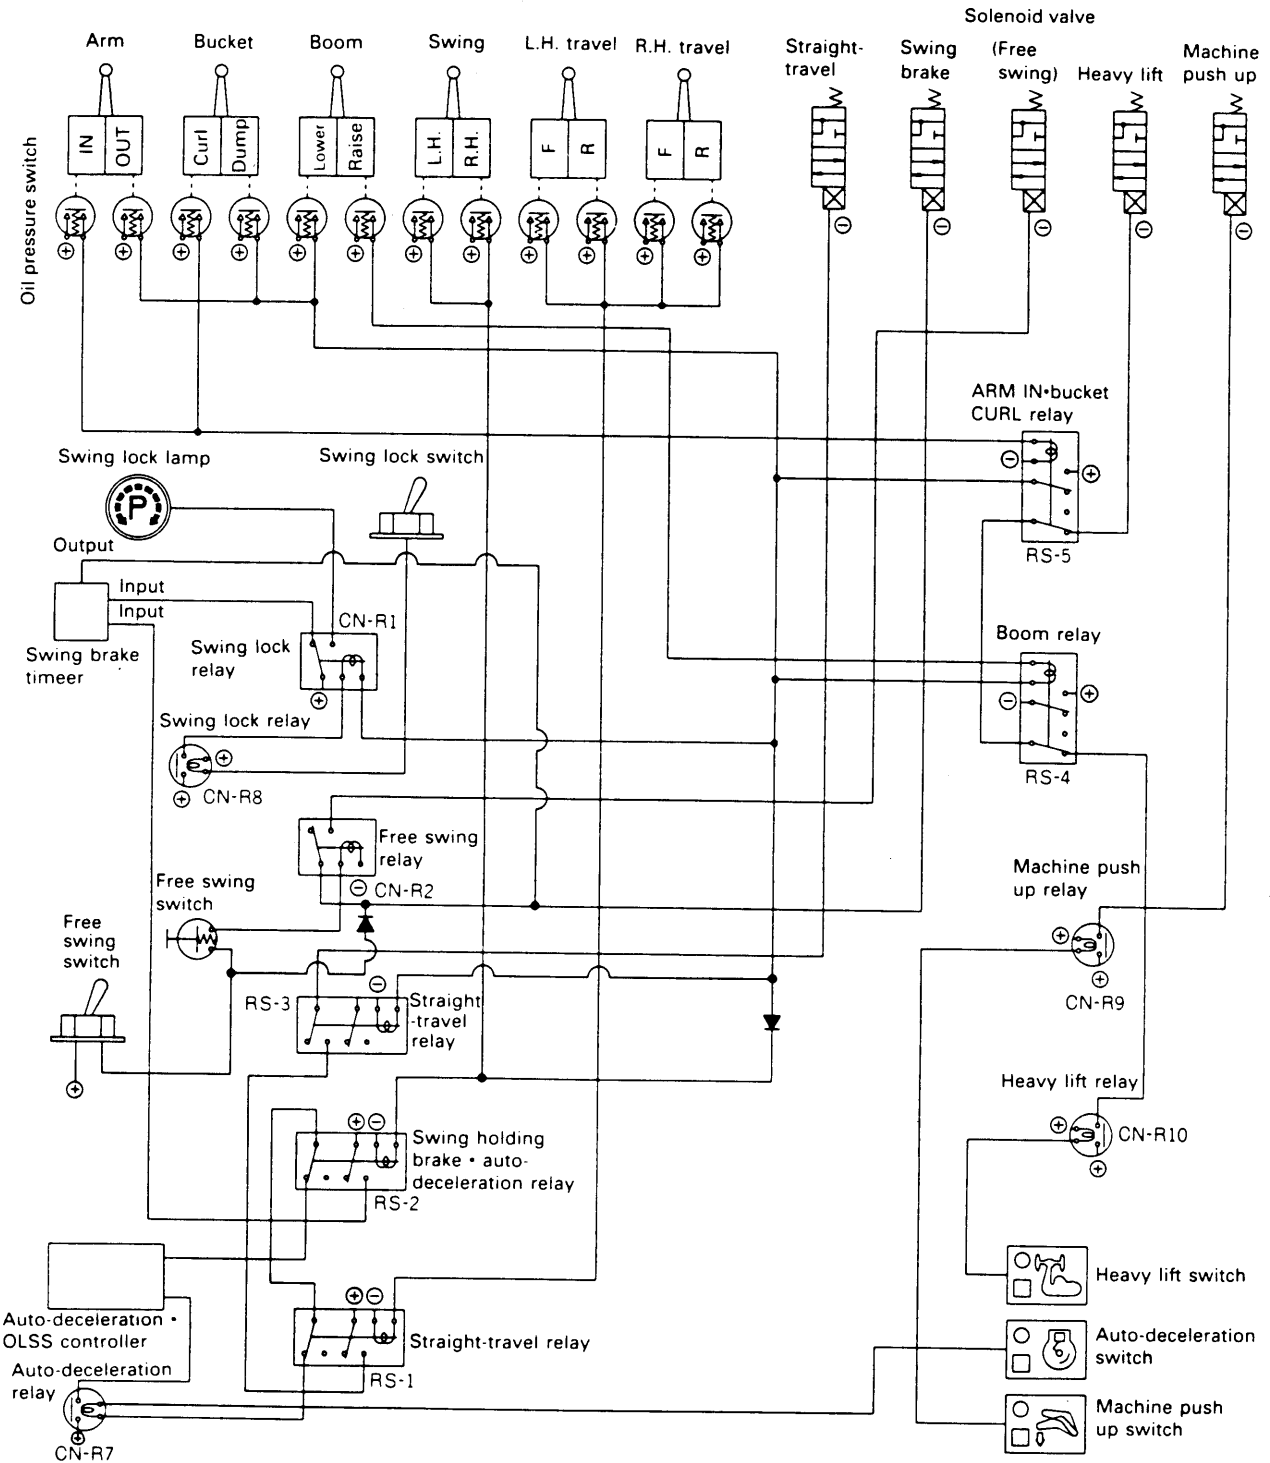 Solenoid valve
Arm
Bucket
Boom
Swing
L.H. travel
R.H. travel
Straight-
travel
Swing
brake
(Free
swing)
Heavy lift
Machine
push up
IN
OUT
Curl
Dump
Lower
Raise
L.H.
R.H.
F
R
F
R
Oil pressure switch
ARM IN•bucket
CURL relay
Swing lock lamp
Swing lock switch
P
Output
RS-5
Input
Input
CN-R1
Swing brake
timeer
Swing lock
relay
Boom relay
Swing lock relay
CN-R8
RS-4
Free swing
relay
CN-R2
Free swing
switch
Machine push
up relay
Free
swing
switch
RS-3
Straight
-travel
relay
CN-R9
Heavy lift relay
CN-R10
Swing holding
brake • auto-
deceleration relay
RS-2
Heavy lift switch
Auto-deceleration •
OLSS controller
Straight-travel relay
Auto-deceleration
switch
Auto-deceleration
relay
RS-1
Machine push
up switch
CN-R7